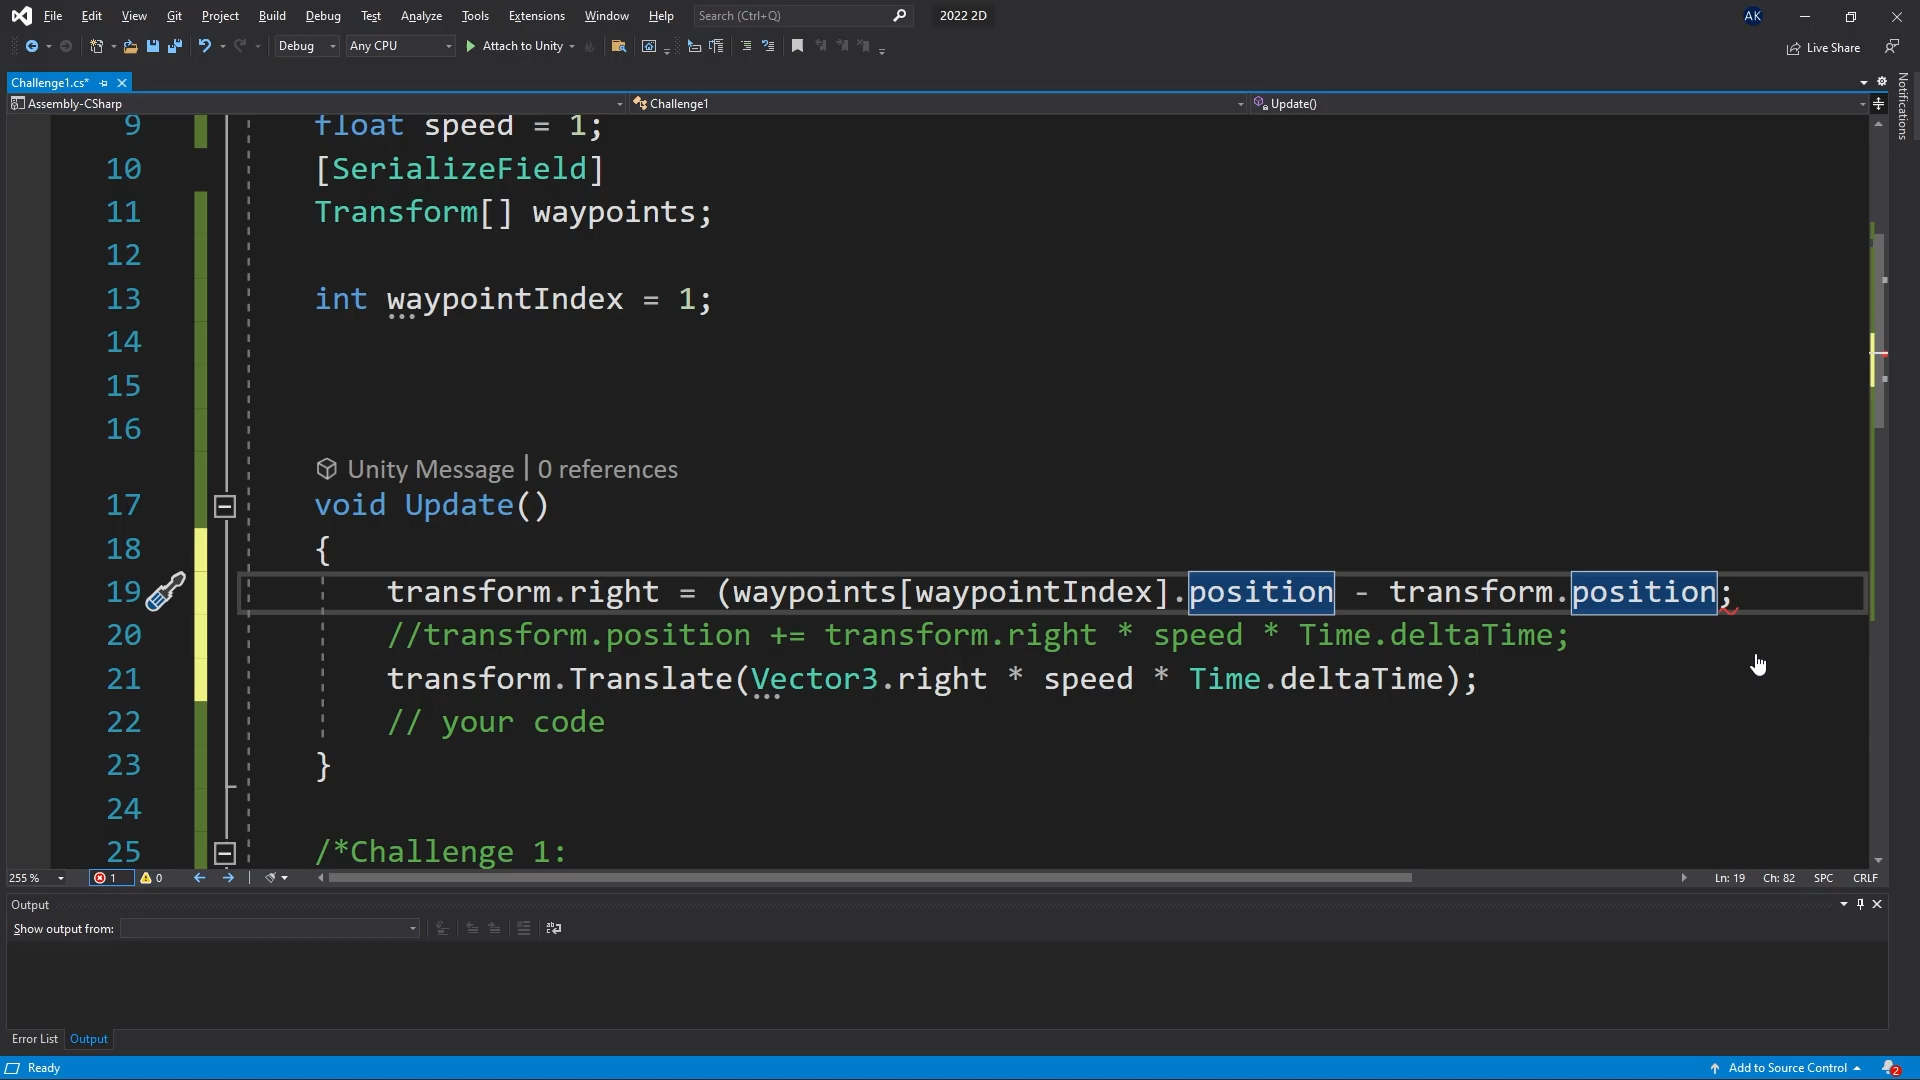 File Edit View Git Project Build Debug Test Analyze Tools Extensions Window Help Search (Ctrl+Q) 2022 2D AK
Debug Any CPU Attach to Unity Live Share
Challenge1.cs*
Assembly-CSharp Challenge1 Update()
Notifications
9 float speed = 1;
10 [SerializeField]
11 Transform[] waypoints;
12
13 int waypointIndex = 1;
14
15
16
Unity Message | 0 references
17 void Update()
18 {
19 transform.right = (waypoints[waypointIndex].position - transform.position;
20 //transform.position += transform.right * speed * Time.deltaTime;
21 transform.Translate(Vector3.right * speed * Time.deltaTime);
22 // your code
23 }
24
25 /*Challenge 1:
255 % 1 0 Ln: 19 Ch: 82 SPC CRLF
Output
Show output from:
Error List Output
Ready Add to Source Control 2